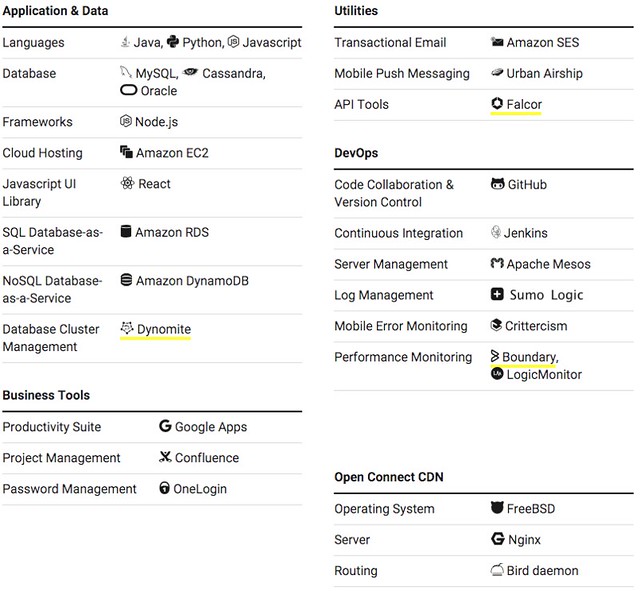 Application & Data
Languages Java, Python, Javascript
Database MySQL, Cassandra,
Oracle
Frameworks Node.js
Cloud Hosting Amazon EC2
Javascript UI React
Library
SQL Database-as- Amazon RDS
a-Service
NoSQL Database- Amazon DynamoDB
as-a-Service
Database Cluster Dynomite
Management
Business Tools
Productivity Suite Google Apps
Project Management Confluence
Password Management OneLogin
Utilities
Transactional Email Amazon SES
Mobile Push Messaging Urban Airship
API Tools Falcor
DevOps
Code Collaboration & GitHub
Version Control
Continuous Integration Jenkins
Server Management Apache Mesos
Log Management Sumo Logic
Mobile Error Monitoring Crittercism
Performance Monitoring Boundary,
LogicMonitor
Open Connect CDN
Operating System FreeBSD
Server Nginx
Routing Bird daemon